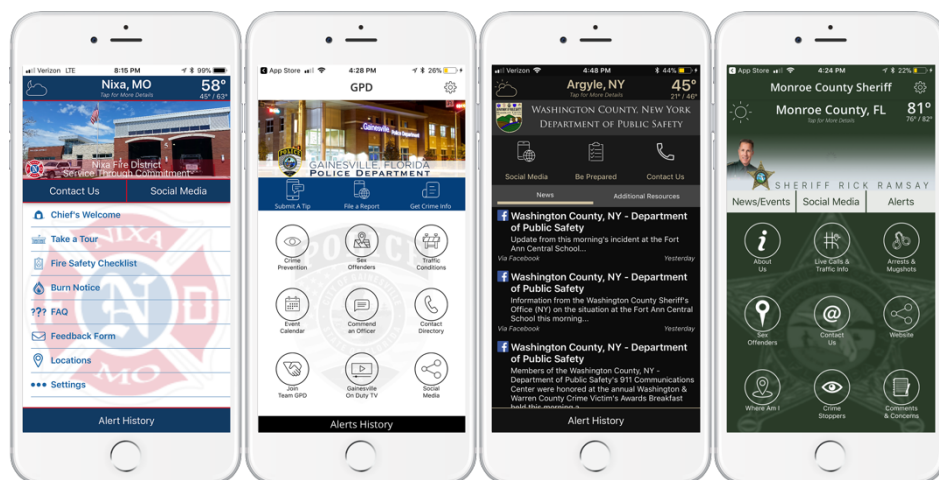 Verizon LTE 8:15 PM 99%
Nixa, MO
Tap for More Details
58°
45° / 63°
Nixa Fire District
Service Through Commitment
Contact Us Social Media
Chief's Welcome
Take a Tour
Fire Safety Checklist
Burn Notice
??? FAQ
Feedback Form
Locations
Settings
NIXA
F N D
MO
Alert History
App Store 4:28 PM 26%
GPD
Gainesville Police Department
GAINESVILLE, FLORIDA
POLICE DEPARTMENT
Submit A Tip File a Report Get Crime Info
Crime
Prevention
Sex
Offenders
Traffic
Conditions
Event
Calendar
Commend
an Officer
Contact
Directory
Join
Team GPD
Gainesville
On Duty TV
Social
Media
POLICE
Alerts History
Verizon 4:48 PM 44%
Argyle, NY
Tap for More Details
45°
21° / 46°
WASHINGTON COUNTY, NEW YORK
DEPARTMENT OF PUBLIC SAFETY
Social Media Be Prepared Contact Us
News Additional Resources
Washington County, NY - Department
of Public Safety
Update from this morning's incident at the Fort
Ann Central School...
Via Facebook Yesterday
Washington County, NY - Department
of Public Safety
Information from the Washington County Sheriff's
Office (NY) on the situation at the Fort Ann Central
School this morning...
Via Facebook Yesterday
Washington County, NY - Department
of Public Safety
Members of the Washington County, NY -
Department of Public Safety's 911 Communications
Center were honored at the annual Washington &
Warren County Crime Victim's Awards Breakfast
held this morning a
Alert History
App Store 4:24 PM 22%
Monroe County Sheriff
Monroe County, FL
Tap for More Details
81°
76° / 82°
SHERIFF RICK RAMSAY
News/Events Social Media Alerts
About
Us
Live Calls &
Traffic Info
Arrests &
Mugshots
Sex
Offenders
Contact
Us
Website
Where Am I
Crime
Stoppers
Comments
& Concerns